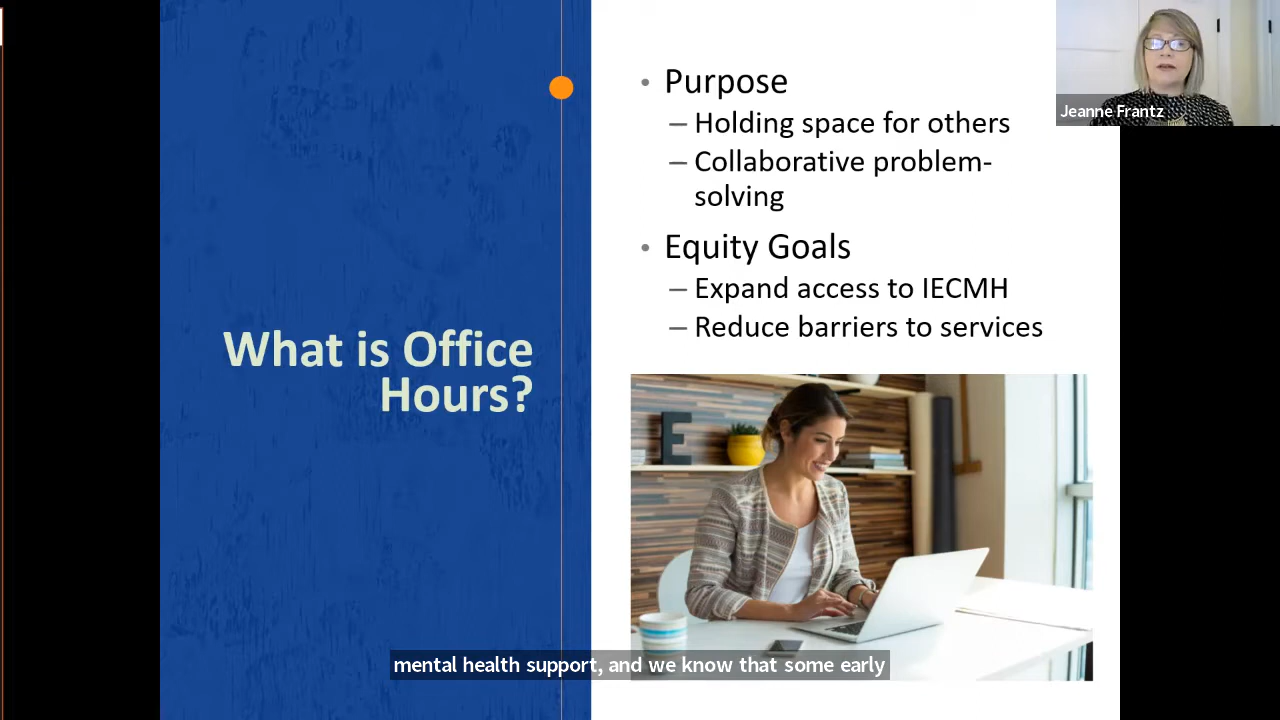 What is Office
Hours?
• Purpose
– Holding space for others
– Collaborative problem-
solving
• Equity Goals
– Expand access to IECMH
– Reduce barriers to services
Jeanne Frantz
E
mental health support, and we know that some early